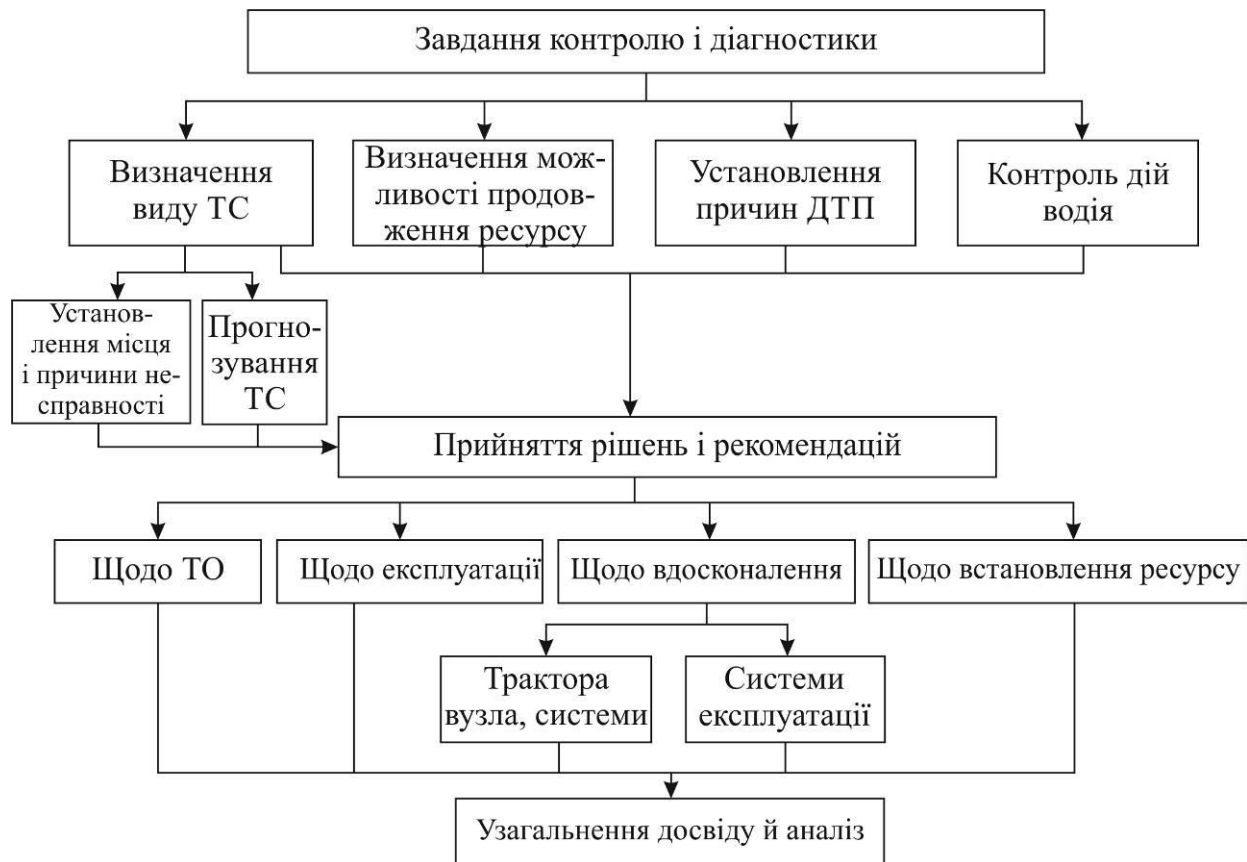 Завдання контролю і діагностики
Визначення
виду ТС
Визначення мож-
ливості продов-
ження ресурсу
Установлення
причин ДТП
Контроль дій
водія
Установ-
лення місця
і причини не-
справності
Прогно-
зування
ТС
Прийняття рішень і рекомендацій
Щодо ТО
Щодо експлуатації
Щодо вдосконалення
Щодо встановлення ресурсу
Трактора
вузла, системи
Системи
експлуатації
Узагальнення досвіду й аналіз